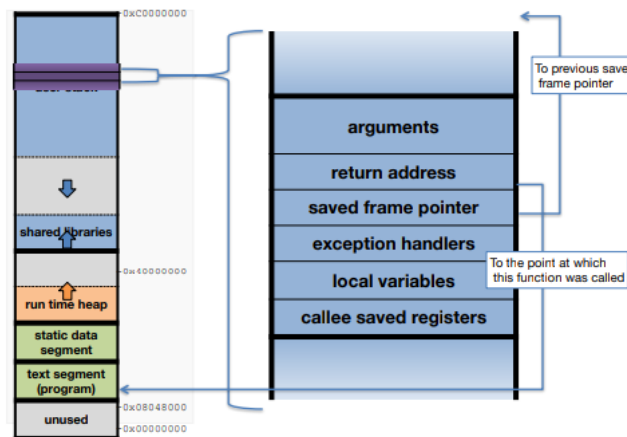 0xC0000000
user stack
shared libraries
0x40000000
run time heap
static data
segment
text segment
(program)
0x08048000
unused
0x00000000
arguments
return address
saved frame pointer
exception handlers
local variables
callee saved registers
To previous save
frame pointer
To the point at which
this function was called